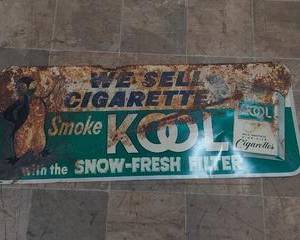 WE SELL
CIGARETTE
Smoke KOOL
With the SNOW-FRESH FILTER
KOOL
Cigarettes